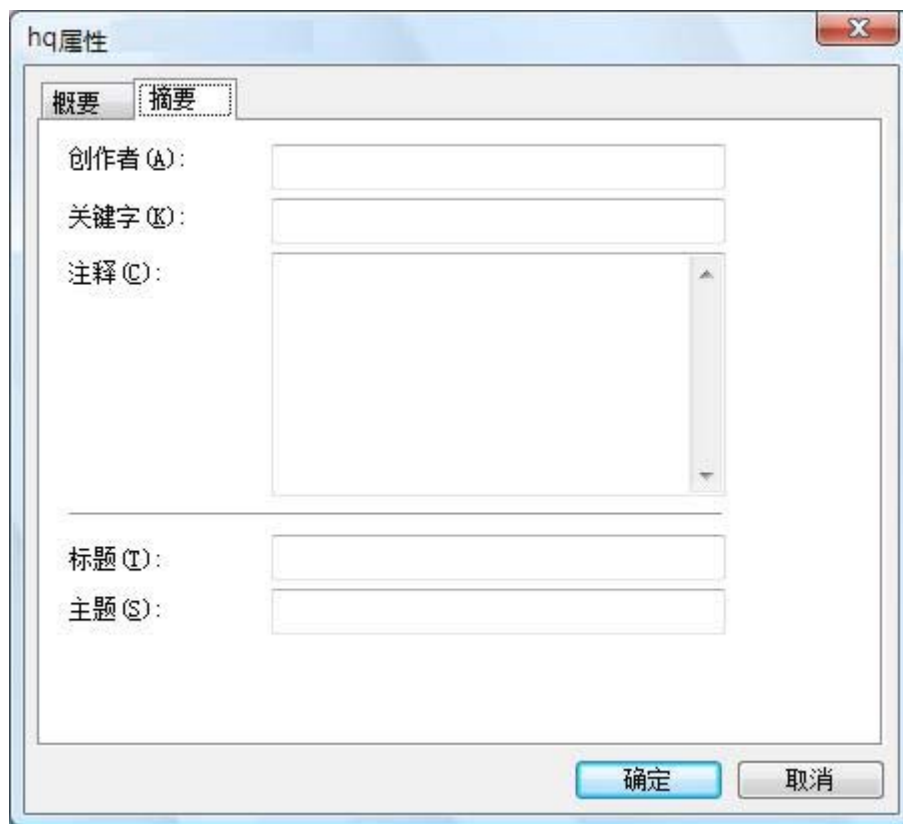 hq属性
概要 摘要
创作者(A):
关键字(K):
注释(C):
标题(T):
主题(S):
确定 取消